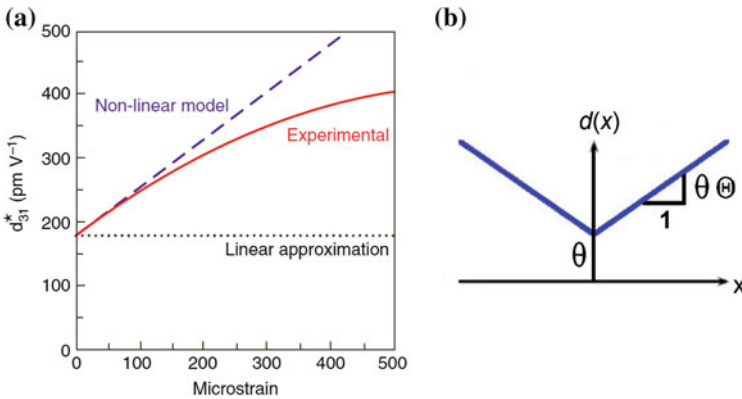 (a)
500
400
300
200
150
100
0
d*31 (pm V−1)
Non-linear model
Experimental
Linear approximation
0 100 200 300 400 500
Microstrain
(b)
d(x)
θ Θ
1
θ
x